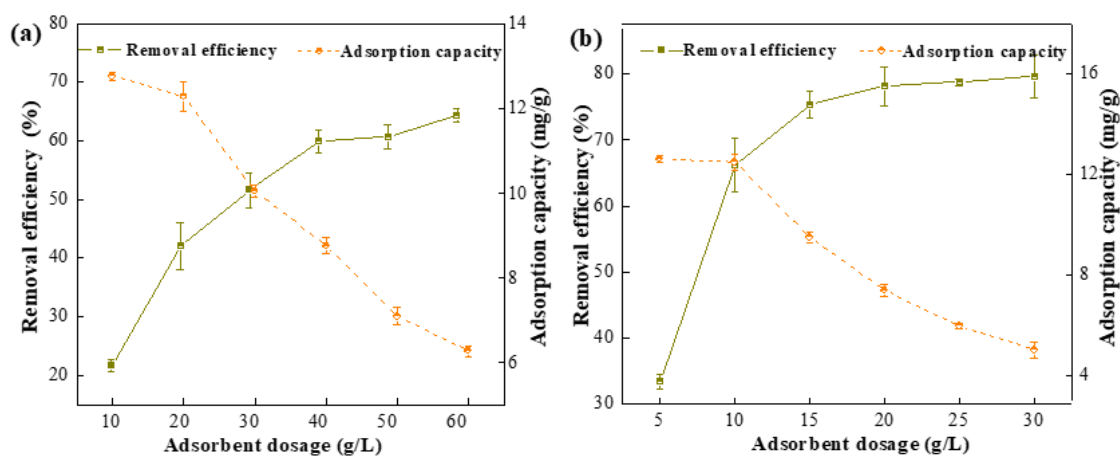 (a)
Removal efficiency
Adsorption capacity
80
70
60
50
40
30
20
Removal efficiency (%)
14
12
10
8
6
Adsorption capacity (mg/g)
10 20 30 40 50 60
Adsorbent dosage (g/L)
(b)
Removal efficiency
Adsorption capacity
80
70
60
50
40
30
Removal efficiency (%)
16
12
8
4
Adsorption capacity (mg/g)
5 10 15 20 25 30
Adsorbent dosage (g/L)